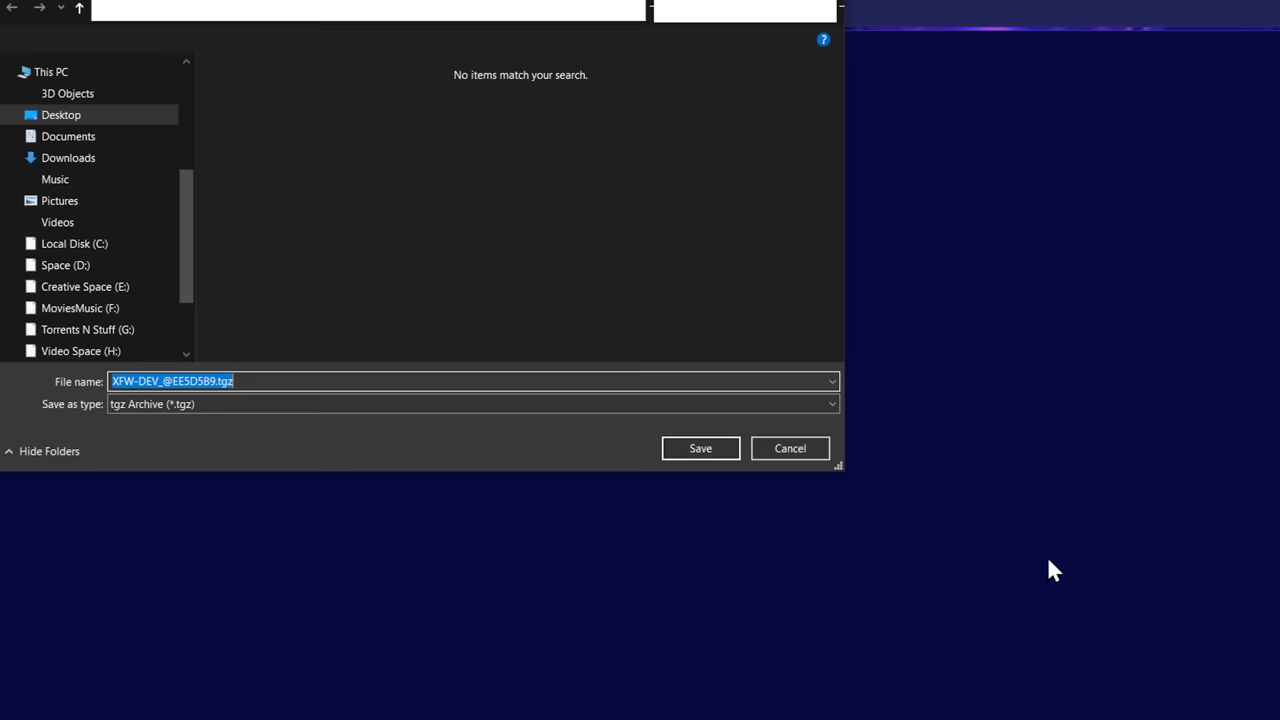 No items match your search.
This PC
3D Objects
Desktop
Documents
Downloads
Music
Pictures
Videos
Local Disk (C:)
Space (D:)
Creative Space (E:)
MoviesMusic (F:)
Torrents N Stuff (G:)
Video Space (H:)
File name: XFW-DEV_@EE5D5B9.tgz
Save as type: tgz Archive (*.tgz)
Hide Folders Save Cancel